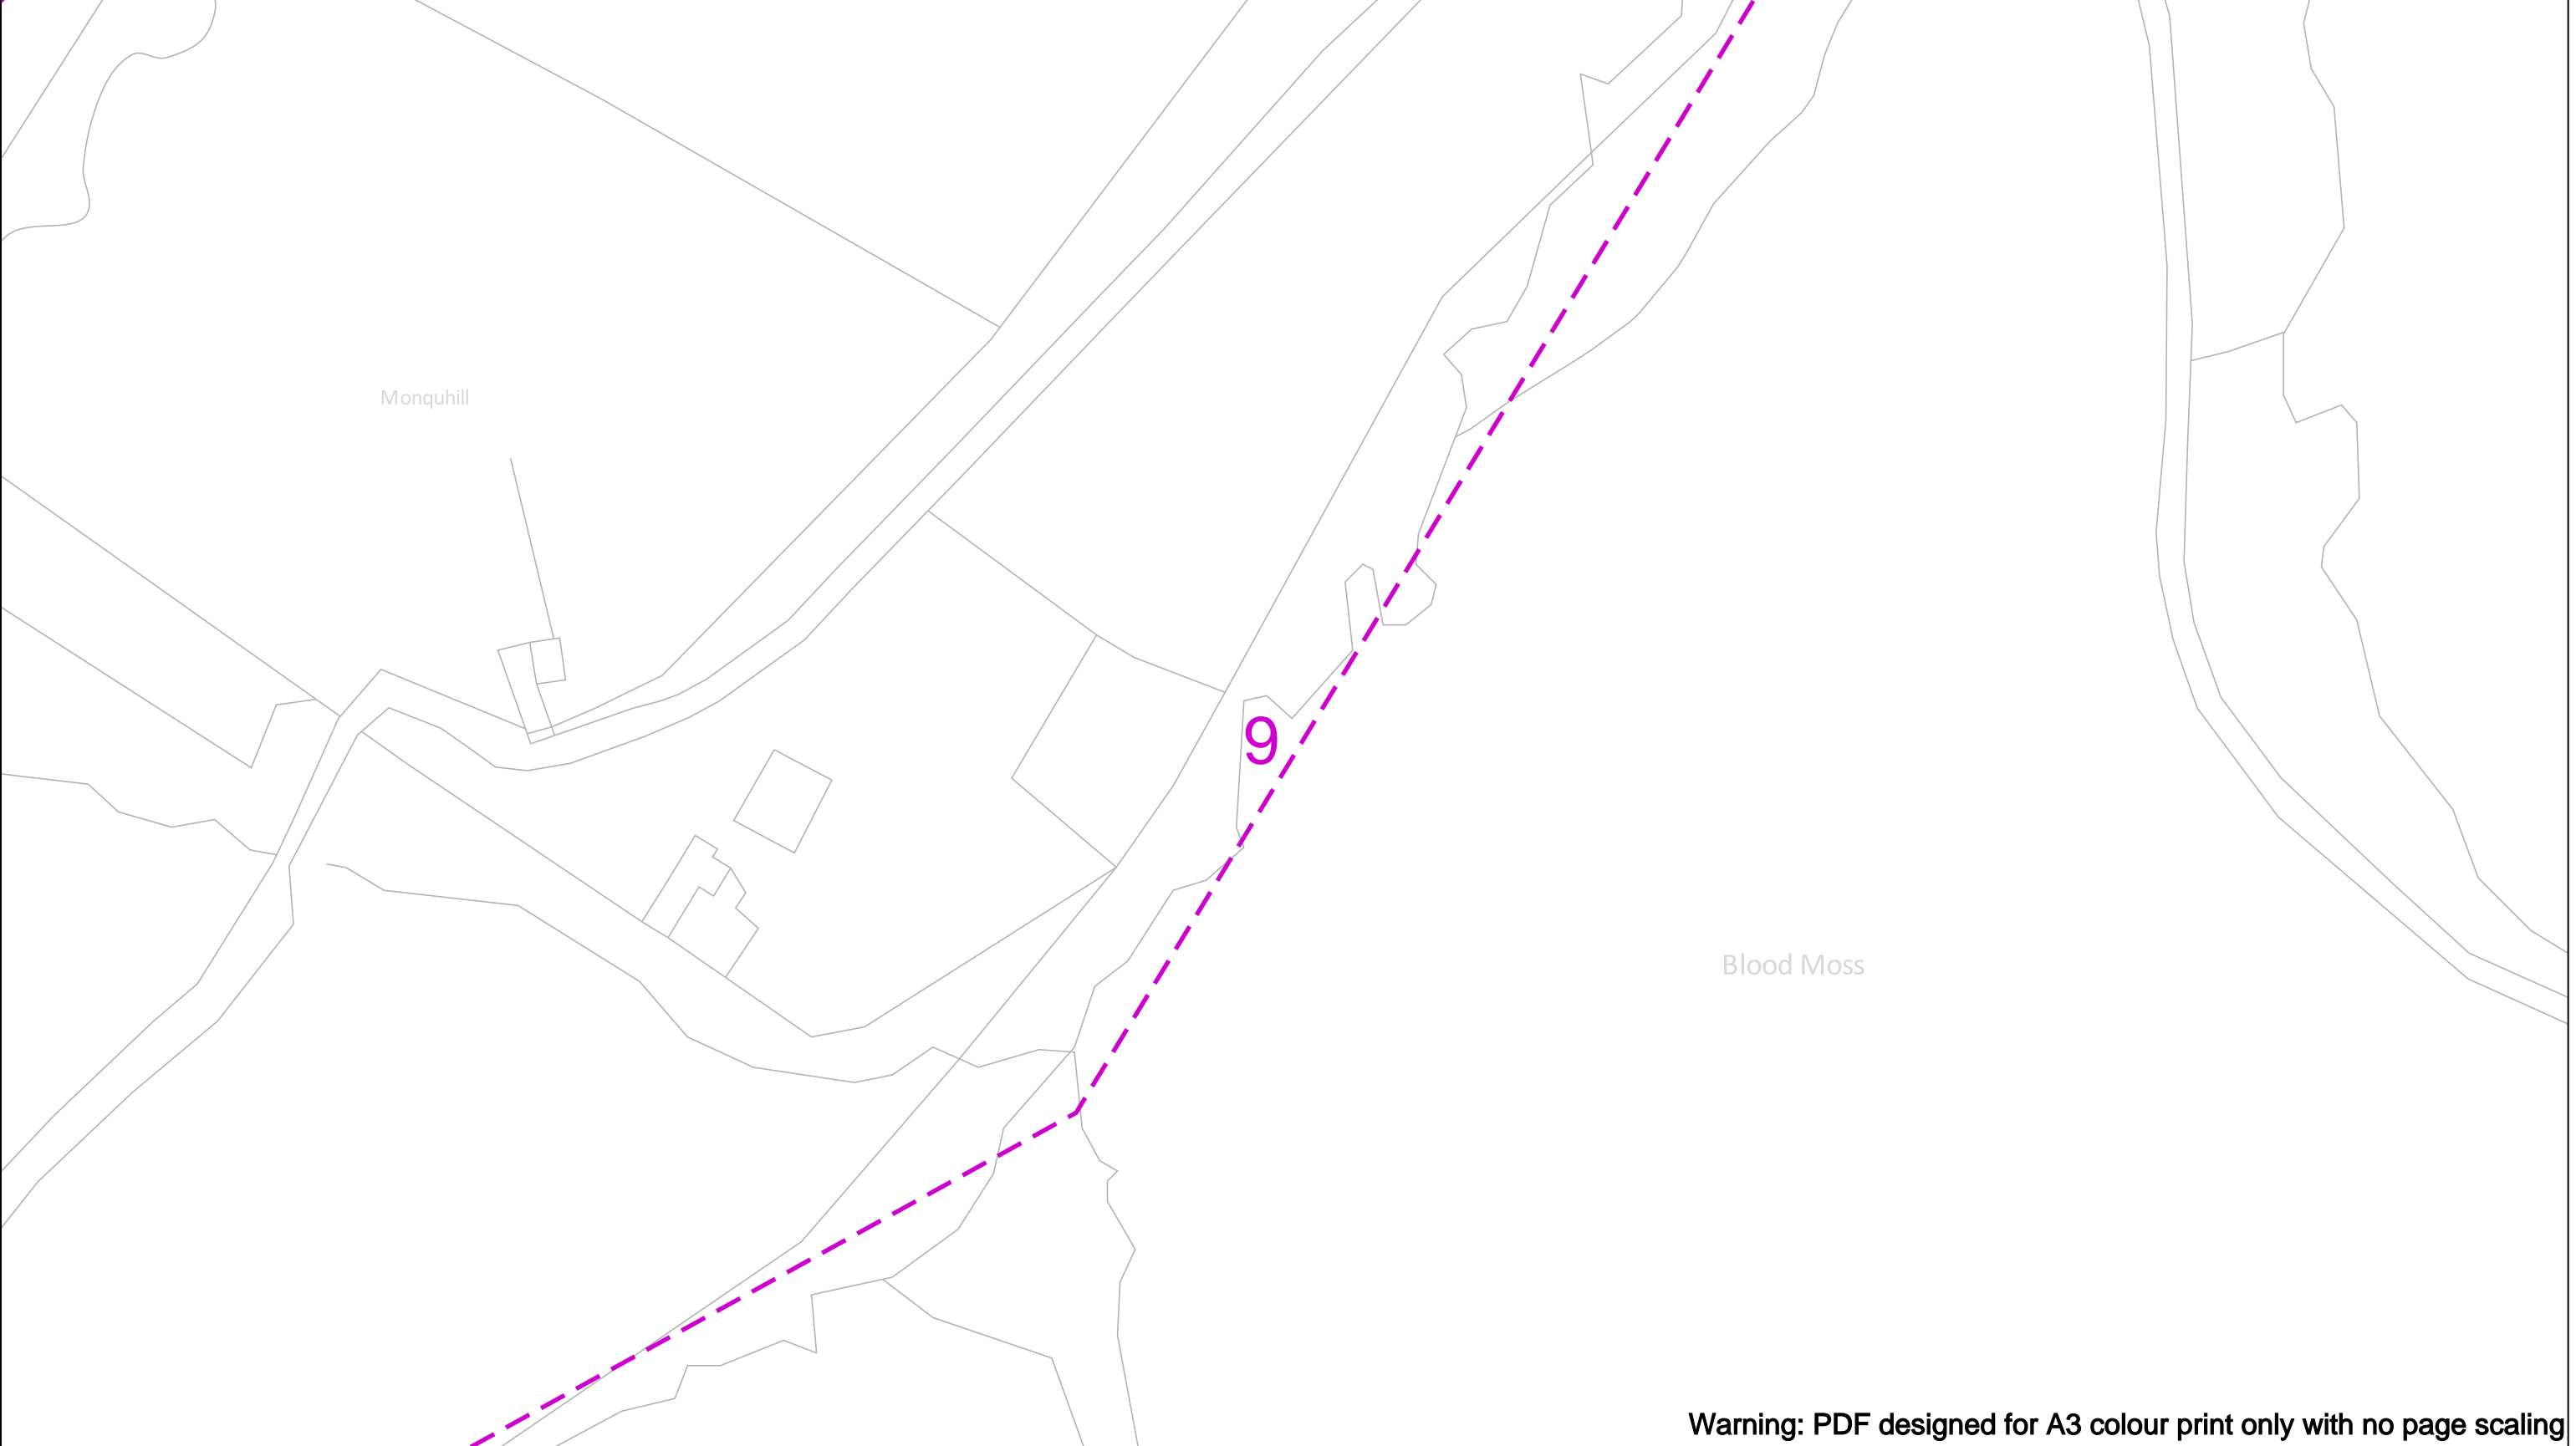 Monquhill
9
Blood Moss
Warning: PDF designed for A3 colour print only with no page scaling